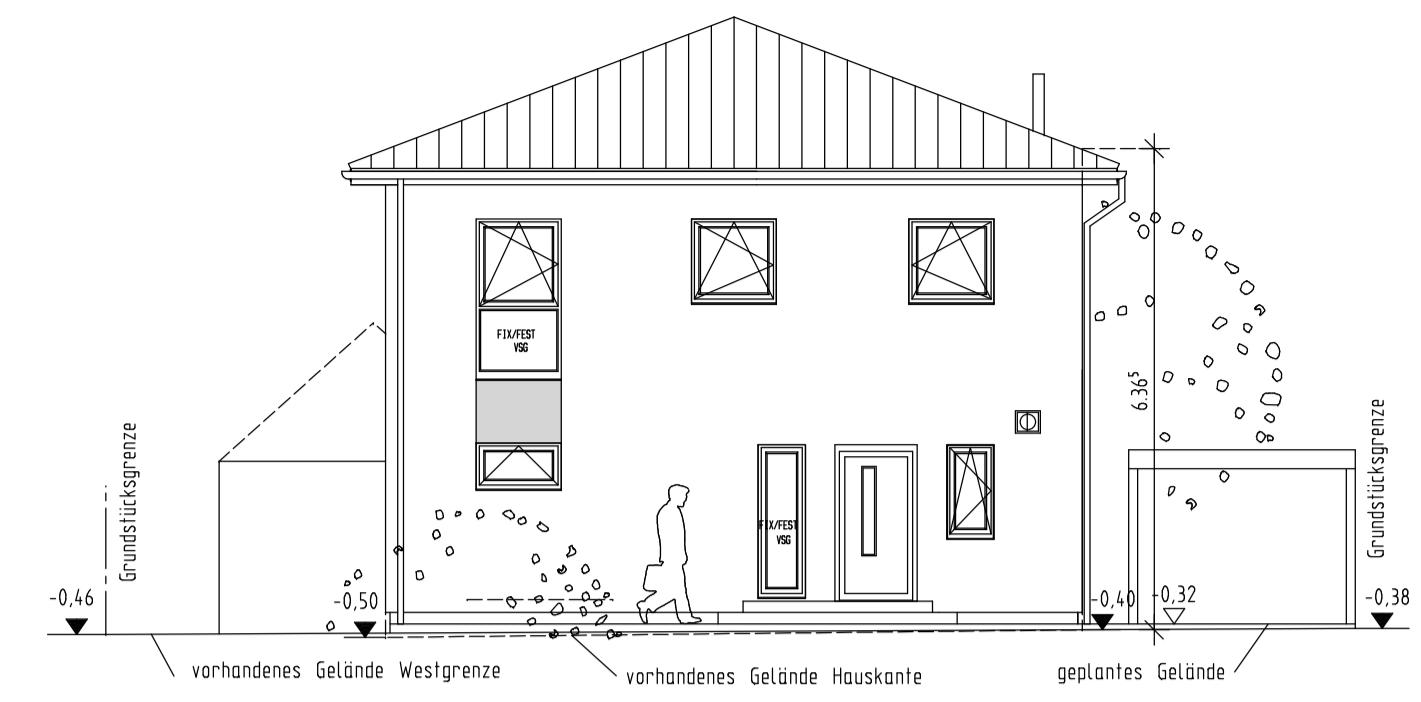 FIX/FEST
VSG
6.36⁵
Grundstücksgrenze
Grundstücksgrenze
FIX/FEST
VSG
-0,46
-0,50
-0,40
-0,32
-0,38
vorhandenes Gelände Westgrenze
vorhandenes Gelände Hauskante
geplantes Gelände